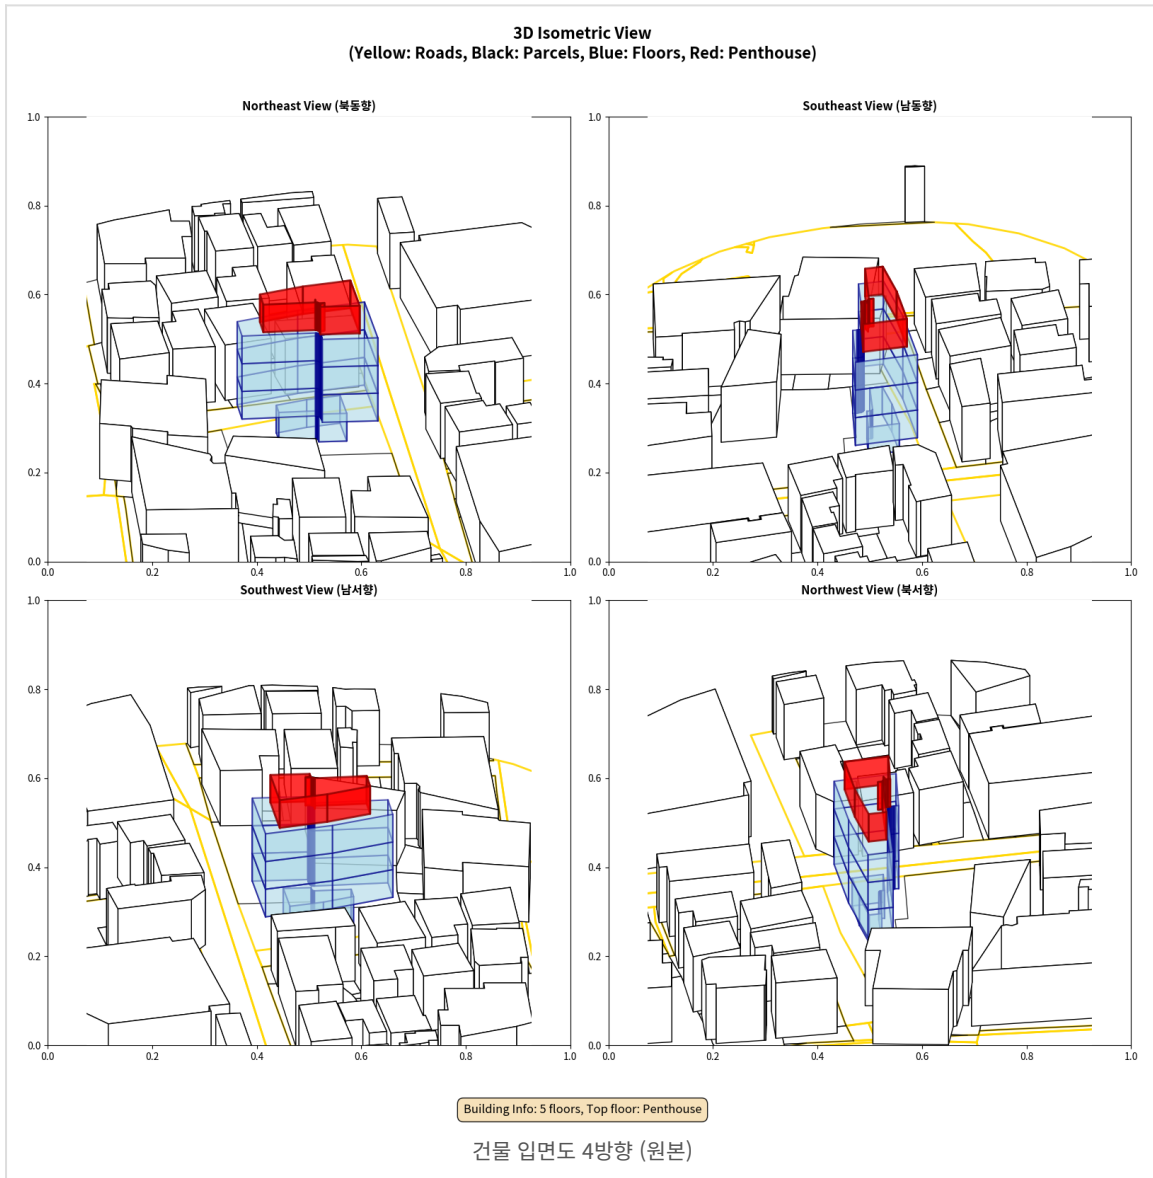 3D Isometric View
(Yellow: Roads, Black: Parcels, Blue: Floors, Red: Penthouse)
Northeast View (북동향)
1.0
0.8
0.6
0.4
0.2
0.0
0.0 0.2 0.4 0.6 0.8 1.0
Southeast View (남동향)
1.0
0.8
0.6
0.4
0.2
0.0
0.0 0.2 0.4 0.6 0.8 1.0
Southwest View (남서향)
1.0
0.8
0.6
0.4
0.2
0.0
0.0 0.2 0.4 0.6 0.8 1.0
Northwest View (북서향)
1.0
0.8
0.6
0.4
0.2
0.0
0.0 0.2 0.4 0.6 0.8 1.0
Building Info: 5 floors, Top floor: Penthouse
건물 입면도 4방향 (원본)